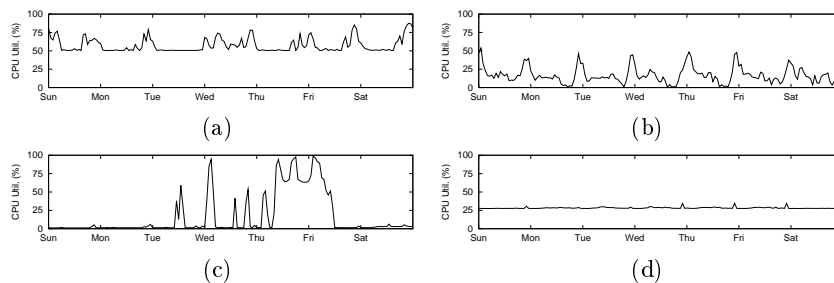 CPU Util. (%)
100
75
50
25
0
Sun Mon Tue Wed Thu Fri Sat
(a)
CPU Util. (%)
100
75
50
25
0
Sun Mon Tue Wed Thu Fri Sat
(b)
CPU Util. (%)
100
75
50
25
0
Sun Mon Tue Wed Thu Fri Sat
(c)
CPU Util. (%)
100
75
50
25
0
Sun Mon Tue Wed Thu Fri Sat
(d)